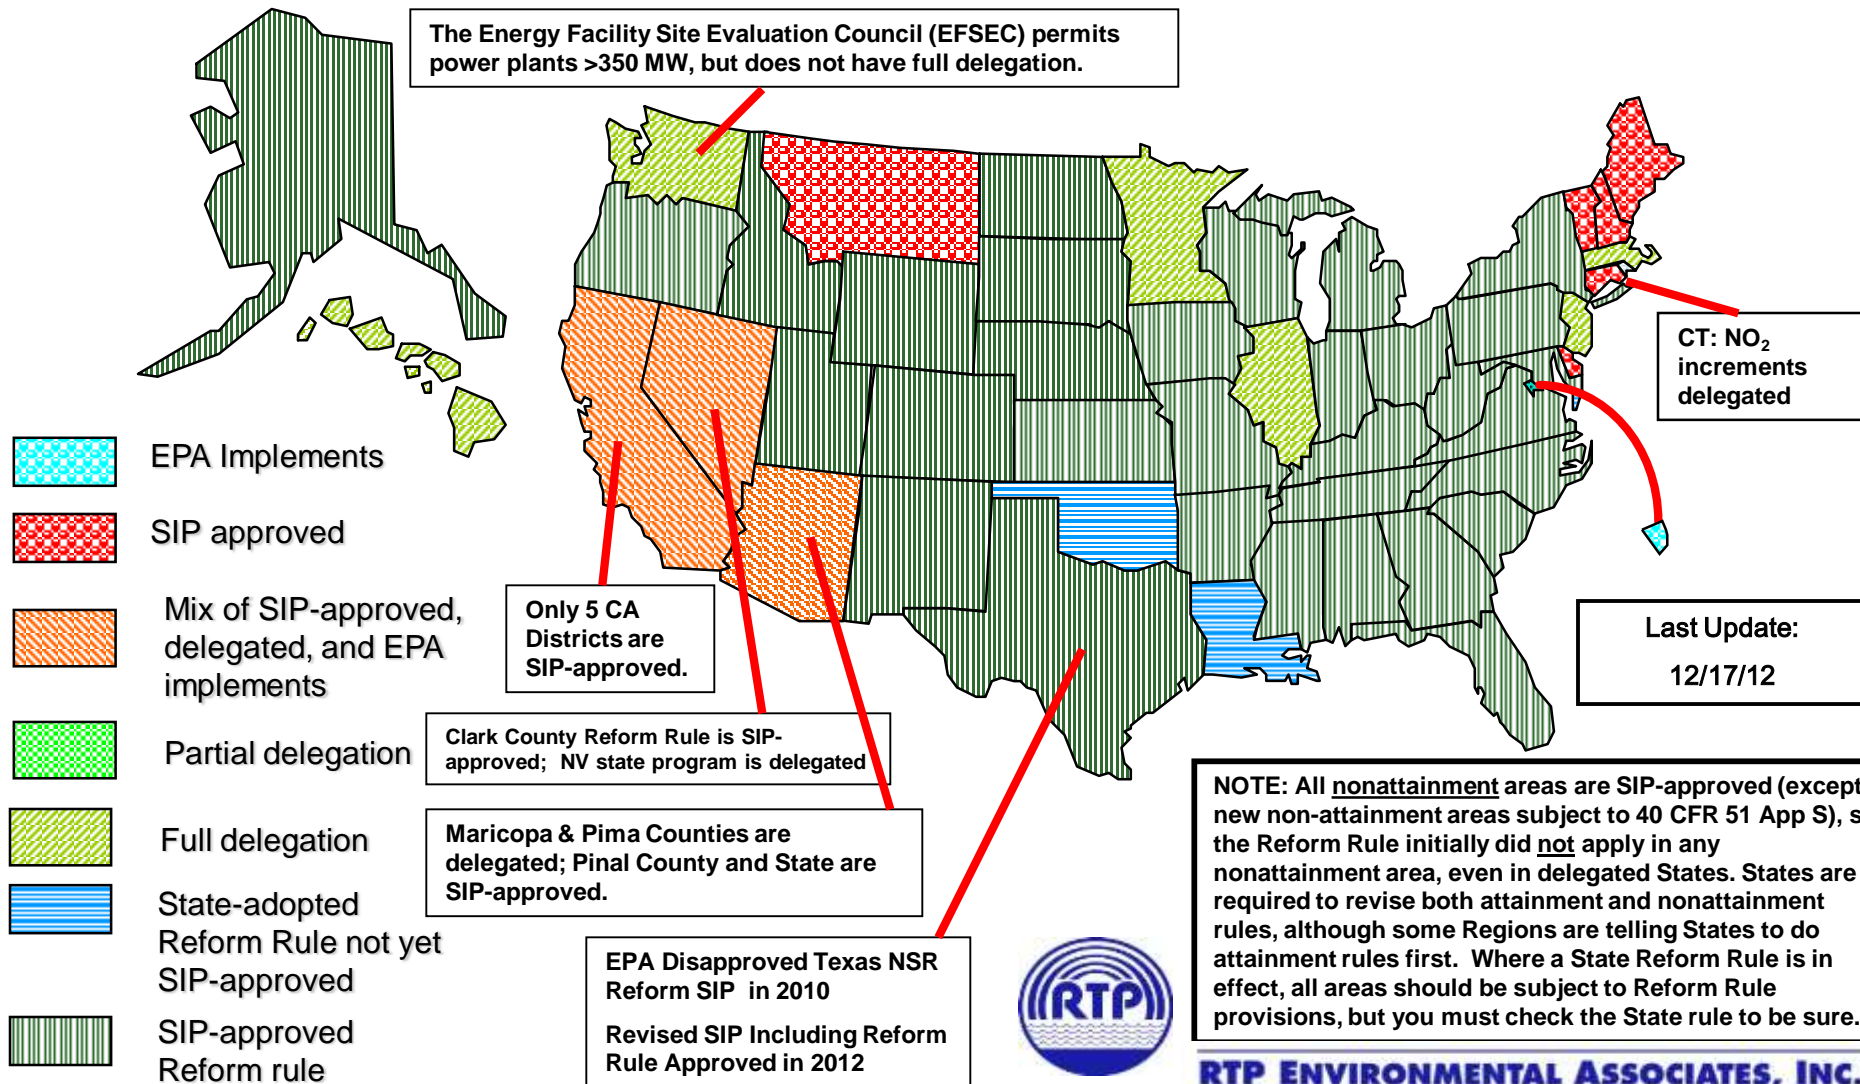 The Energy Facility Site Evaluation Council (EFSEC) permits
power plants >350 MW, but does not have full delegation.
CT: NO₂
increments
delegated
EPA Implements
SIP approved
Mix of SIP-approved,
delegated, and EPA
implements
Partial delegation
Full delegation
State-adopted
Reform Rule not yet
SIP-approved
SIP-approved
Reform rule
Only 5 CA
Districts are
SIP-approved.
Clark County Reform Rule is SIP-
approved; NV state program is delegated
Maricopa & Pima Counties are
delegated; Pinal County and State are
SIP-approved.
EPA Disapproved Texas NSR
Reform SIP in 2010
Revised SIP Including Reform
Rule Approved in 2012
Last Update:
12/17/12
NOTE: All nonattainment areas are SIP-approved (except
new non-attainment areas subject to 40 CFR 51 App S), s
the Reform Rule initially did not apply in any
nonattainment area, even in delegated States. States are
required to revise both attainment and nonattainment
rules, although some Regions are telling States to do
attainment rules first. Where a State Reform Rule is in
effect, all areas should be subject to Reform Rule
provisions, but you must check the State rule to be sure.
RTP
RTP ENVIRONMENTAL ASSOCIATES, INC.